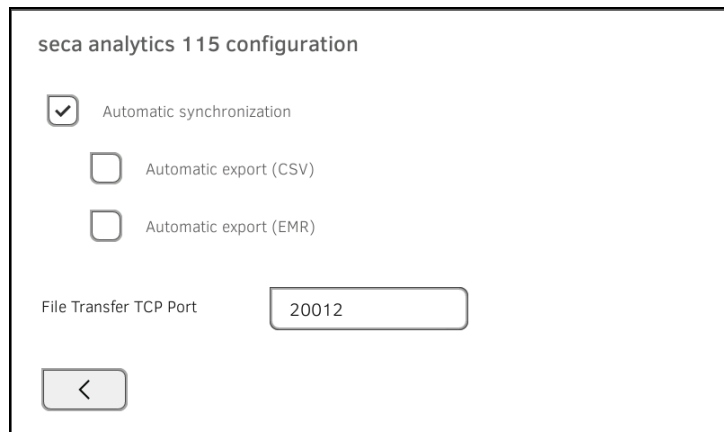 seca analytics 115 configuration
Automatic synchronization
Automatic export (CSV)
Automatic export (EMR)
File Transfer TCP Port 20012